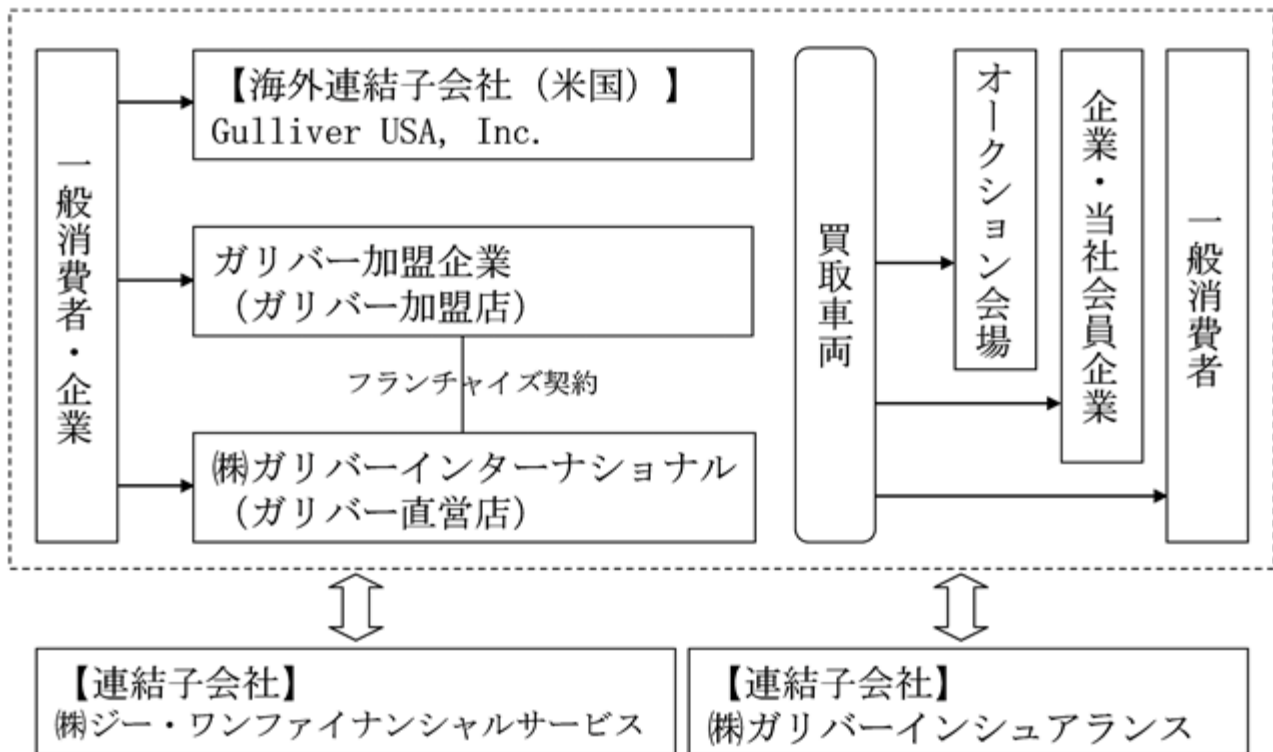 一般消費者・企業
【海外連結子会社（米国）】
Gulliver USA, Inc.
ガリバー加盟企業
（ガリバー加盟店）
フランチャイズ契約
㈱ガリバーインターナショナル
（ガリバー直営店）
買取車両
オークション会場
企業・当社会員企業
一般消費者
【連結子会社】
㈱ジー・ワンファイナンシャルサービス
【連結子会社】
㈱ガリバーインシュアランス